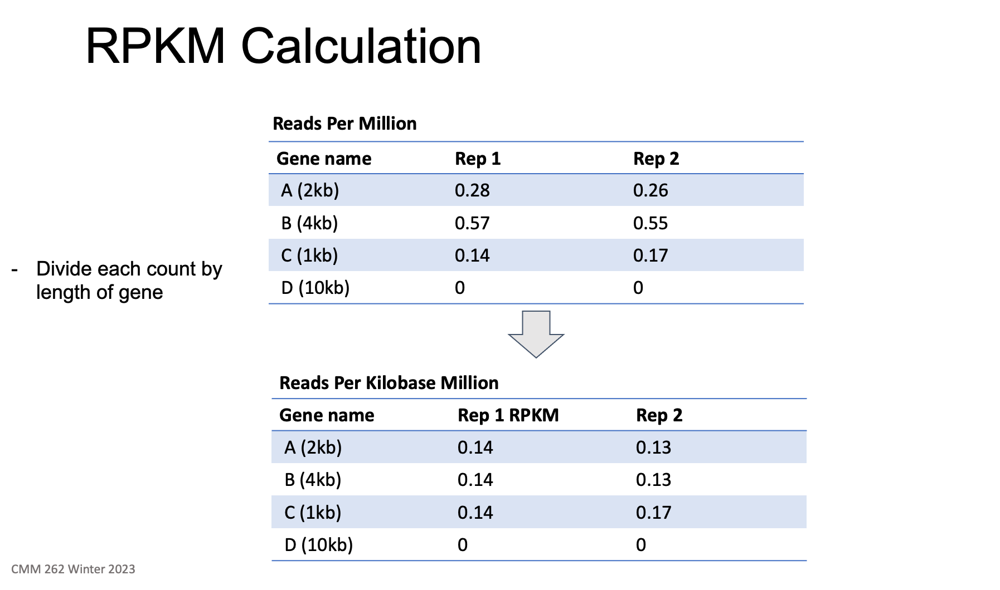 RPKM Calculation
Reads Per Million
Gene name Rep 1 Rep 2
A (2kb) 0.28 0.26
B (4kb) 0.57 0.55
C (1kb) 0.14 0.17
D (10kb) 0 0
- Divide each count by
length of gene
Reads Per Kilobase Million
Gene name Rep 1 RPKM Rep 2
A (2kb) 0.14 0.13
B (4kb) 0.14 0.13
C (1kb) 0.14 0.17
D (10kb) 0 0
CMM 262 Winter 2023